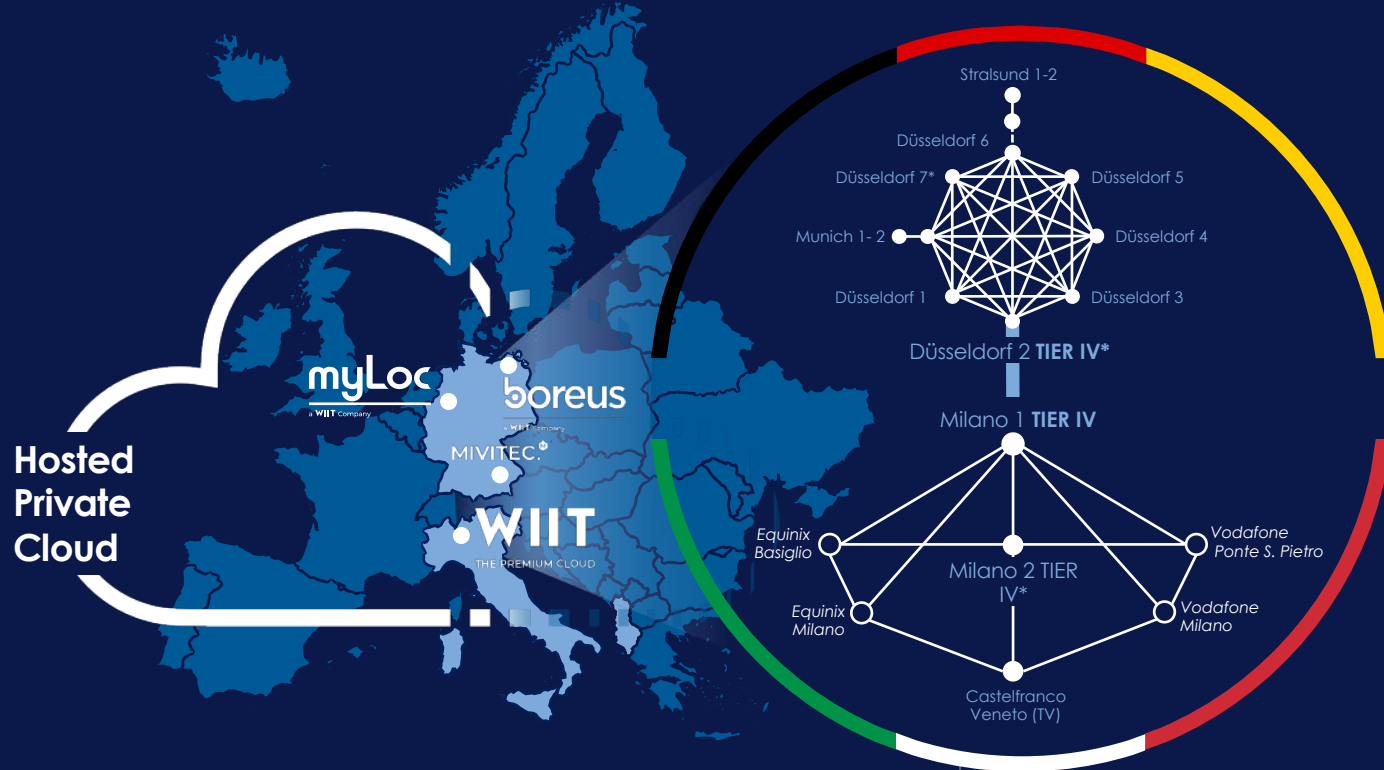 Hosted
Private
Cloud
myLoc
a WIIT Company
boreus
a WIIT Company
MIVITEC.
WIIT
THE PREMIUM CLOUD
Stralsund 1-2
Düsseldorf 6
Düsseldorf 7*
Düsseldorf 5
Munich 1- 2
Düsseldorf 4
Düsseldorf 1
Düsseldorf 3
Düsseldorf 2 TIER IV*
Milano 1 TIER IV
Equinix
Basiglio
Vodafone
Ponte S. Pietro
Milano 2 TIER
IV*
Equinix
Milano
Vodafone
Milano
Castelfranco
Veneto (TV)